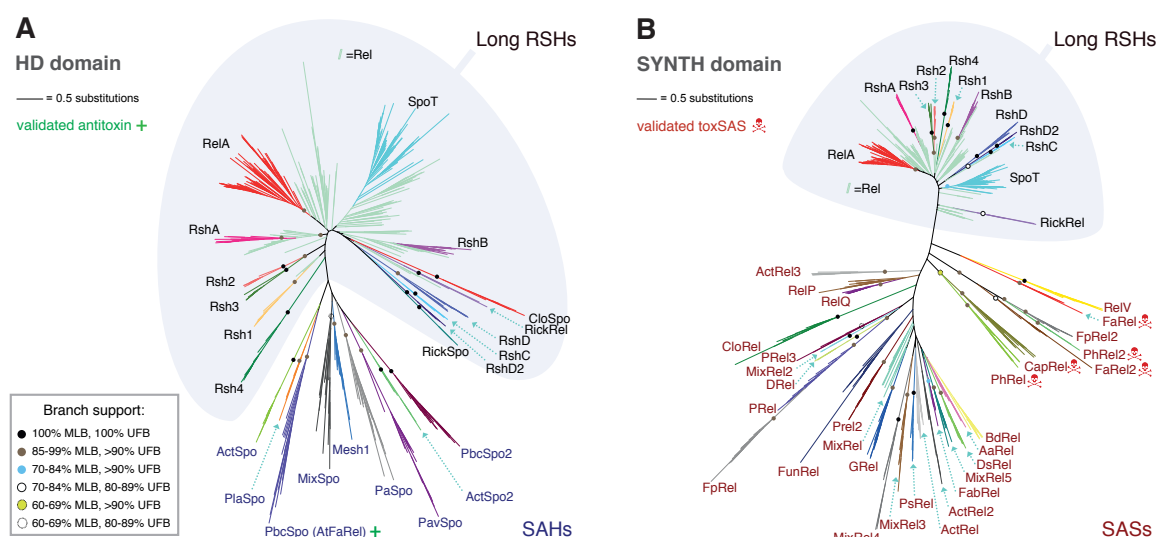 A
HD domain
= 0.5 substitutions
validated antitoxin +
=Rel
Long RSHs
SpoT
RelA
RshA
RshB
Rsh2
Rsh3
Rsh1
Rsh4
CloSpo
RickRel
RshD
RshC
RshD2
RickSpo
ActSpo
PlaSpo
PbcSpo (AtFaRel) +
MixSpo
Mesh1
PaSpo
PavSpo
ActSpo2
PbcSpo2
SAHs
Branch support:
100% MLB, 100% UFB
85-99% MLB, >90% UFB
70-84% MLB, >90% UFB
70-84% MLB, 80-89% UFB
60-69% MLB, >90% UFB
60-69% MLB, 80-89% UFB
B
SYNTH domain
= 0.5 substitutions
validated toxSAS
Long RSHs
Rsh4
Rsh2
Rsh1
Rsh3
RshA
RshB
RshD
RshD2
RshC
RelA
=Rel
SpoT
RickRel
ActRel3
RelP
RelQ
CloRel
PRel3
MixRel2
DRel
PRel
FpRel
FunRel
Prel2
MixRel
GRel
MixRel4
MixRel3
PsRel
ActRel
ActRel2
FabRel
MixRel5
DsRel
AaRel
BdRel
RelV
FaRel
FpRel2
PhRel2
FaRel2
CapRel
PhRel
SASs